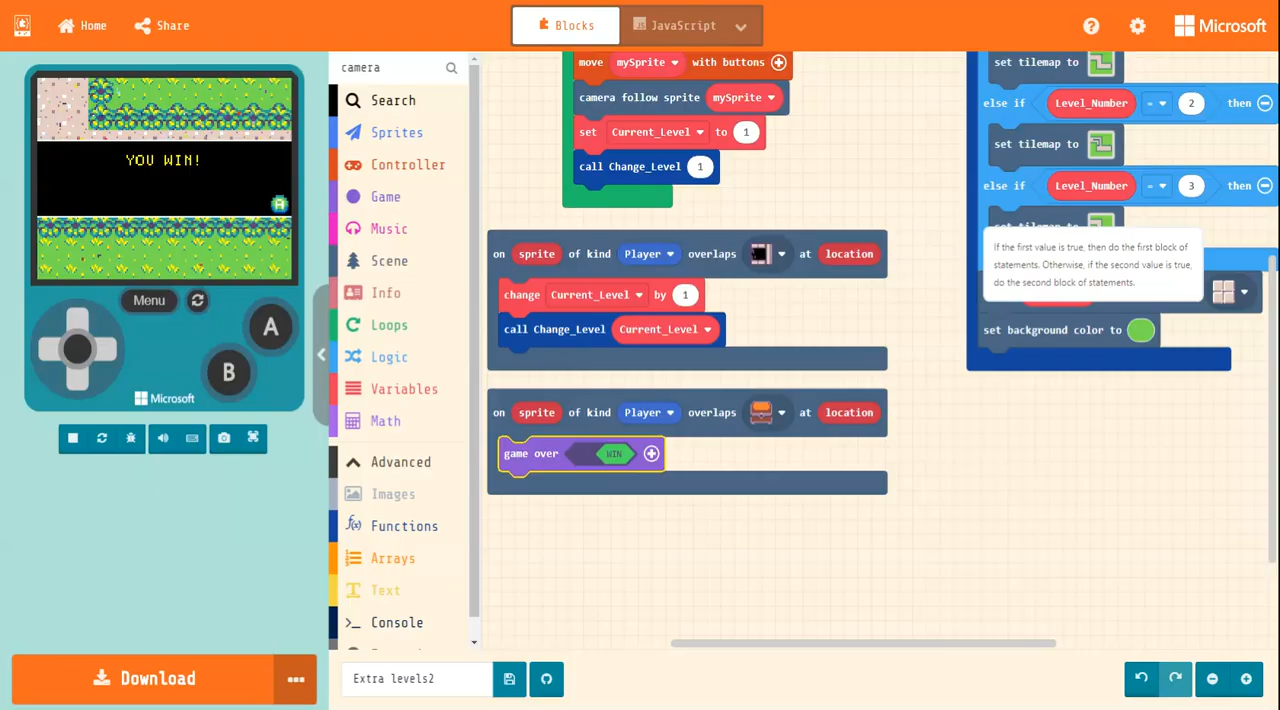 Home
Share
Blocks
JavaScript
Microsoft
YOU WIN!
A
Menu
A
B
Microsoft
Download
camera
Search
Sprites
Controller
Game
Music
Scene
Info
Loops
Logic
Variables
Math
Advanced
Images
Functions
Arrays
Text
Console
move mySprite with buttons
camera follow sprite mySprite
set Current_Level to 1
call Change_Level 1
on sprite of kind Player overlaps at location
change Current_Level by 1
call Change_Level Current_Level
on sprite of kind Player overlaps at location
game over WIN
set tilemap to
else if Level_Number = 2 then
set tilemap to
else if Level_Number = 3 then
set tilemap to
If the first value is true, then do the first block of
statements. Otherwise, if the second value is true,
do the second block of statements.
set background color to
Extra levels2